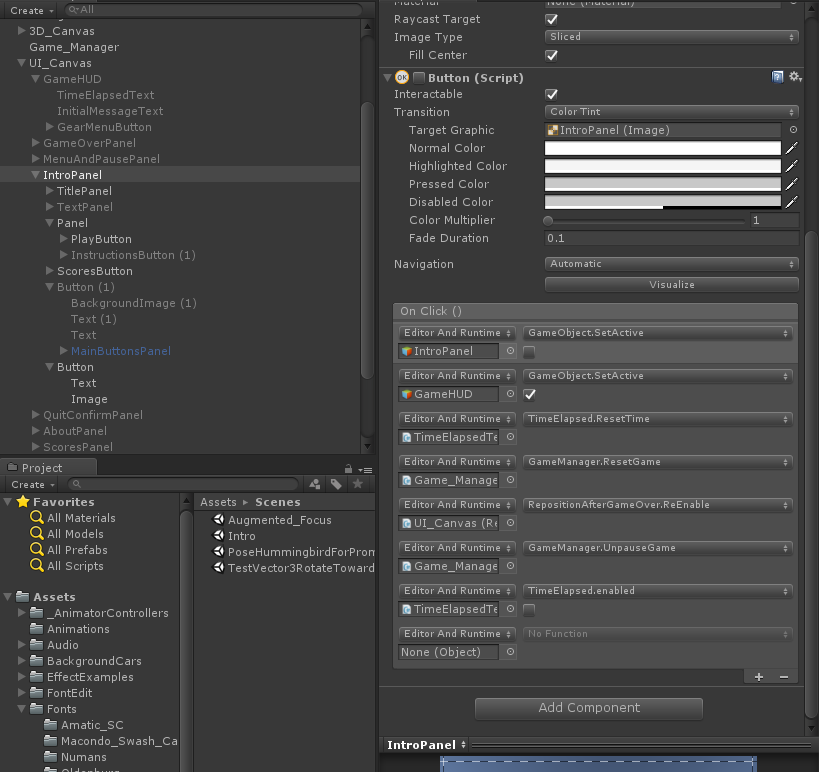 Create
All
3D_Canvas
Game_Manager
UI_Canvas
GameHUD
TimeElapsedText
InitialMessageText
GearMenuButton
GameOverPanel
MenuAndPausePanel
IntroPanel
TitlePanel
TextPanel
Panel
PlayButton
InstructionsButton (1)
ScoresButton
Button (1)
BackgroundImage (1)
Text (1)
Text
MainButtonsPanel
Button
Text
Image
QuitConfirmPanel
AboutPanel
ScoresPanel
Project
Create
Favorites
All Materials
All Models
All Prefabs
All Scripts
Assets
_AnimatorControllers
Animations
Audio
BackgroundCars
EffectExamples
FontEdit
Fonts
Amatic_SC
Macondo_Swash_Ca
Numans
Assets Scenes
Augmented_Focus
Intro
PoseHummingbirdForProm
TestVector3RotateToward
Material None (Material)
Raycast Target
Image Type Sliced
Fill Center
OK Button (Script)
Interactable
Transition Color Tint
Target Graphic IntroPanel (Image)
Normal Color
Highlighted Color
Pressed Color
Disabled Color
Color Multiplier 1
Fade Duration 0.1
Navigation Automatic
Visualize
On Click ()
Editor And Runtime GameObject.SetActive
IntroPanel
Editor And Runtime GameObject.SetActive
GameHUD
Editor And Runtime TimeElapsed.ResetTime
TimeElapsedTe
Editor And Runtime GameManager.ResetGame
Game_Manage
Editor And Runtime RepositionAfterGameOver.ReEnable
UI_Canvas (Re
Editor And Runtime GameManager.UnpauseGame
Game_Manage
Editor And Runtime TimeElapsed.enabled
TimeElapsedTe
Editor And Runtime No Function
None (Object)
Add Component
IntroPanel